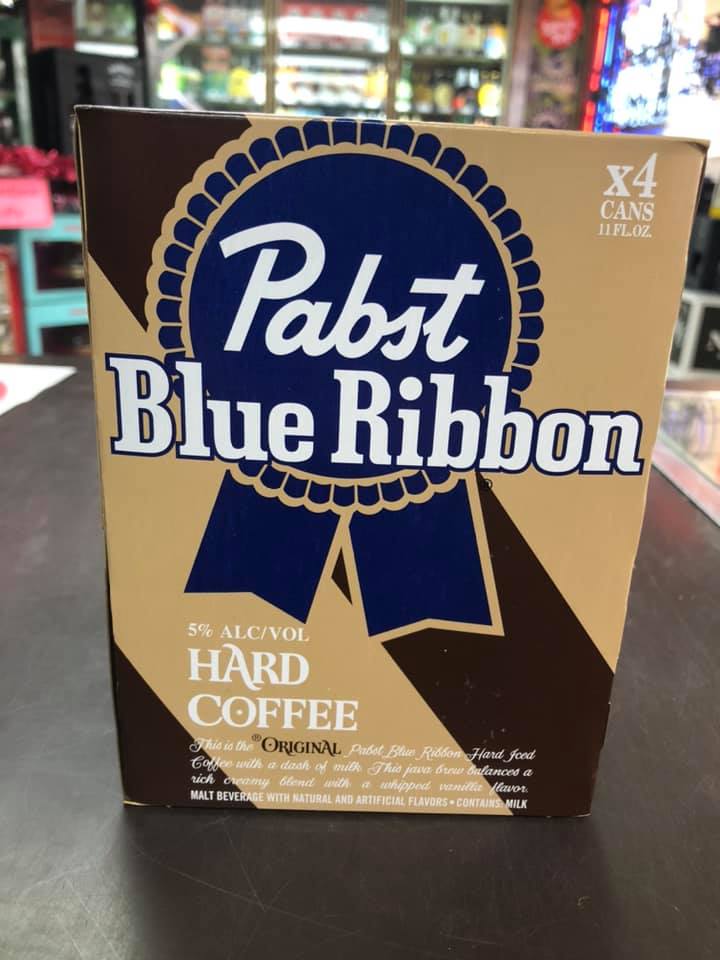 x4
CANS
11 FL.OZ.
Pabst
Blue Ribbon
®
5% ALC/VOL
HARD
COFFEE
This is the ®ORIGINAL Pabst Blue Ribbon Hard Iced
Coffee with a dash of milk. This java brew balances a
rich creamy blend with a whipped vanilla flavor.
MALT BEVERAGE WITH NATURAL AND ARTIFICIAL FLAVORS • CONTAINS: MILK